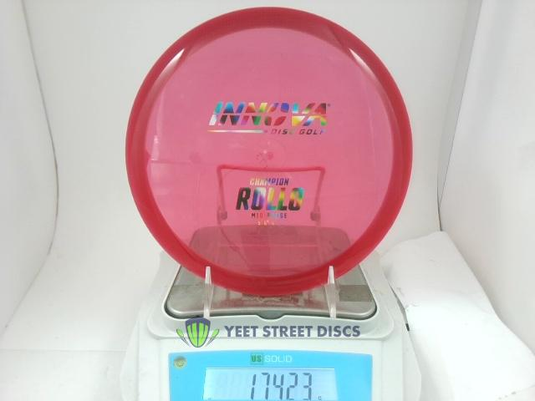 INNOVA
DISC GOLF
CHAMPION
ROLLO
YEET STREET DISCS
US SOLID
174.23